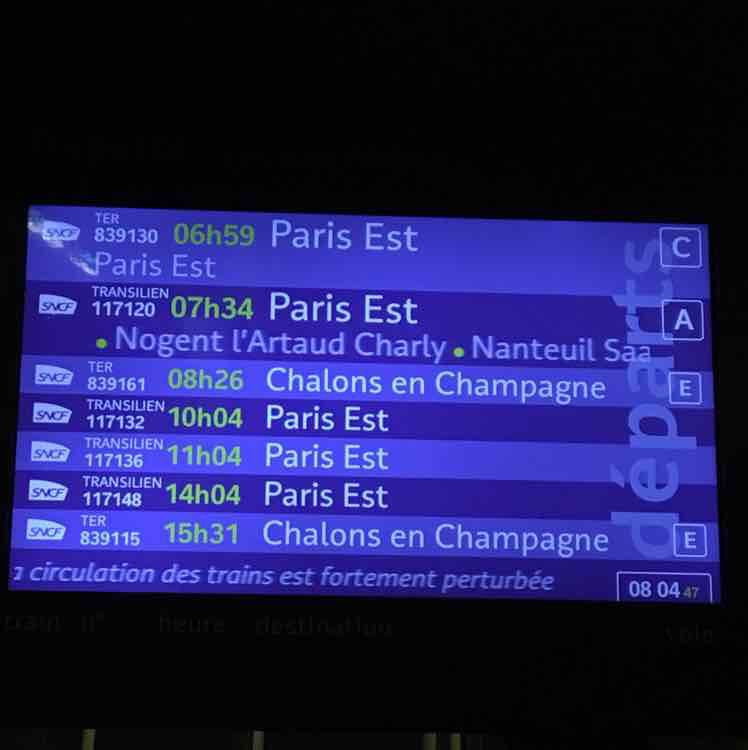 TER
SNCF 839130 06h59 Paris Est C
Paris Est
TRANSILIEN
SNCF 117120 07h34 Paris Est A
• Nogent l'Artaud Charly • Nanteuil Saa
TER
SNCF 839161 08h26 Chalons en Champagne E
TRANSILIEN
SNCF 117132 10h04 Paris Est
TRANSILIEN
SNCF 117136 11h04 Paris Est
TRANSILIEN
SNCF 117148 14h04 Paris Est
TER
SNCF 839115 15h31 Chalons en Champagne E
départs
a circulation des trains est fortement perturbée
08 04 47
train n° heure destination voie